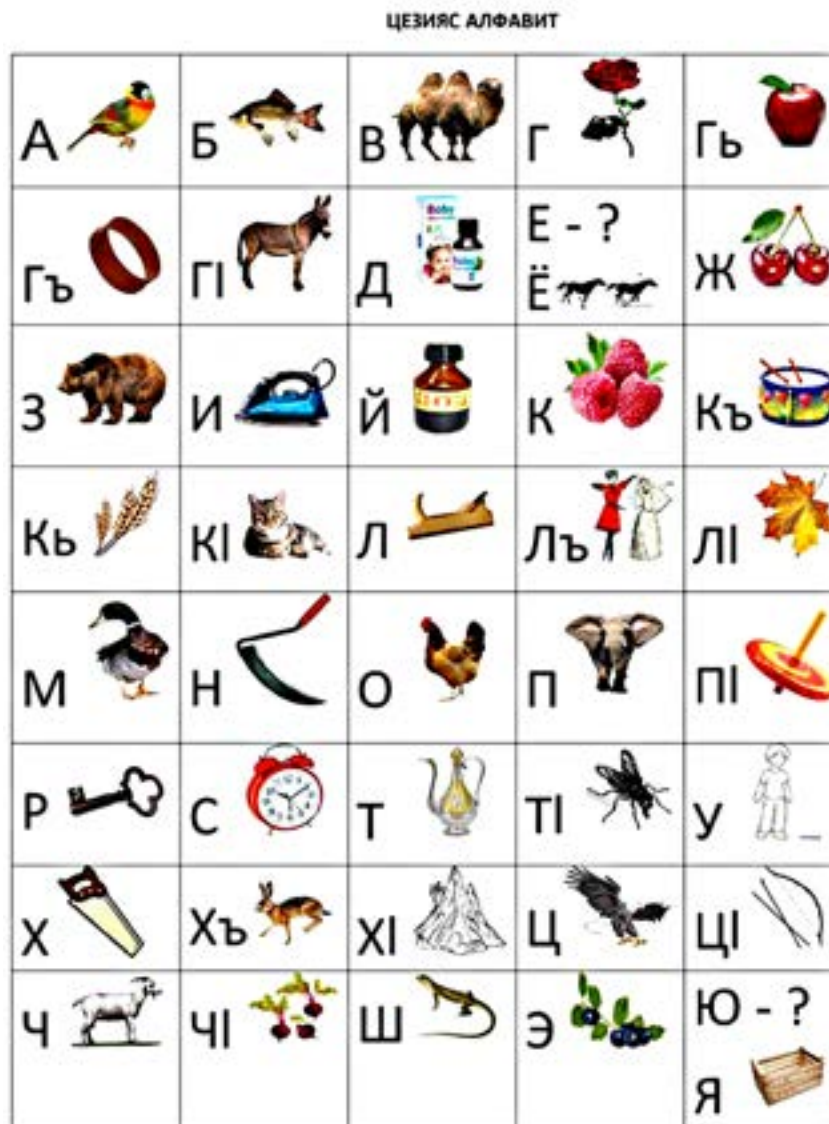 ЦЕЗИЯС АЛФАВИТ
А Б В Г Гь
Гъ ГӀ Д Е - ? Ж
Ё
З И Й К Къ
Кь КӀ Л Лъ ЛӀ
М Н О П ПӀ
Р С Т ТӀ У
Х Хъ ХӀ Ц ЦӀ
Ч ЧӀ Ш Э Ю - ?
Я